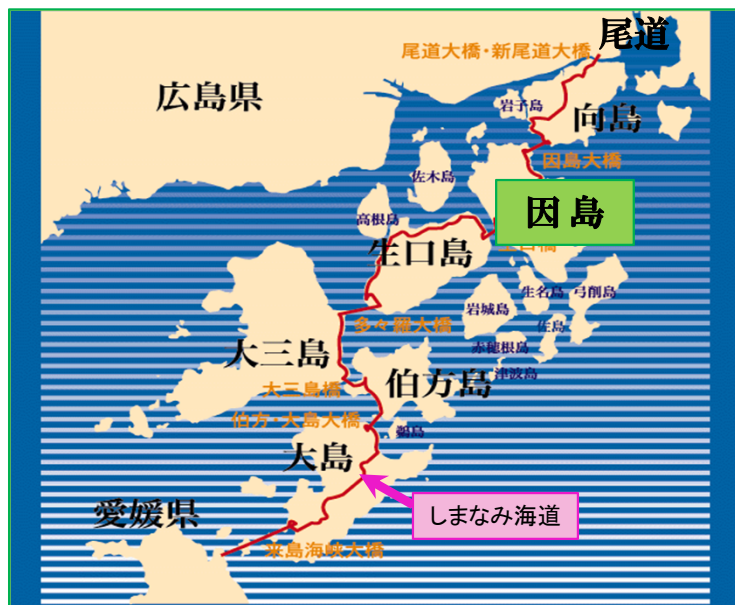 尾道
尾道大橋・新尾道大橋
広島県
岩子島
向島
因島大橋
佐木島
因島
高根島
生口島
生口橋
生名島
弓削島
岩城島
佐島
多々羅大橋
赤穂根島
大三島
津波島
伯方島
大三島橋
伯方・大島大橋
鵜島
大島
愛媛県
しまなみ海道
来島海峡大橋